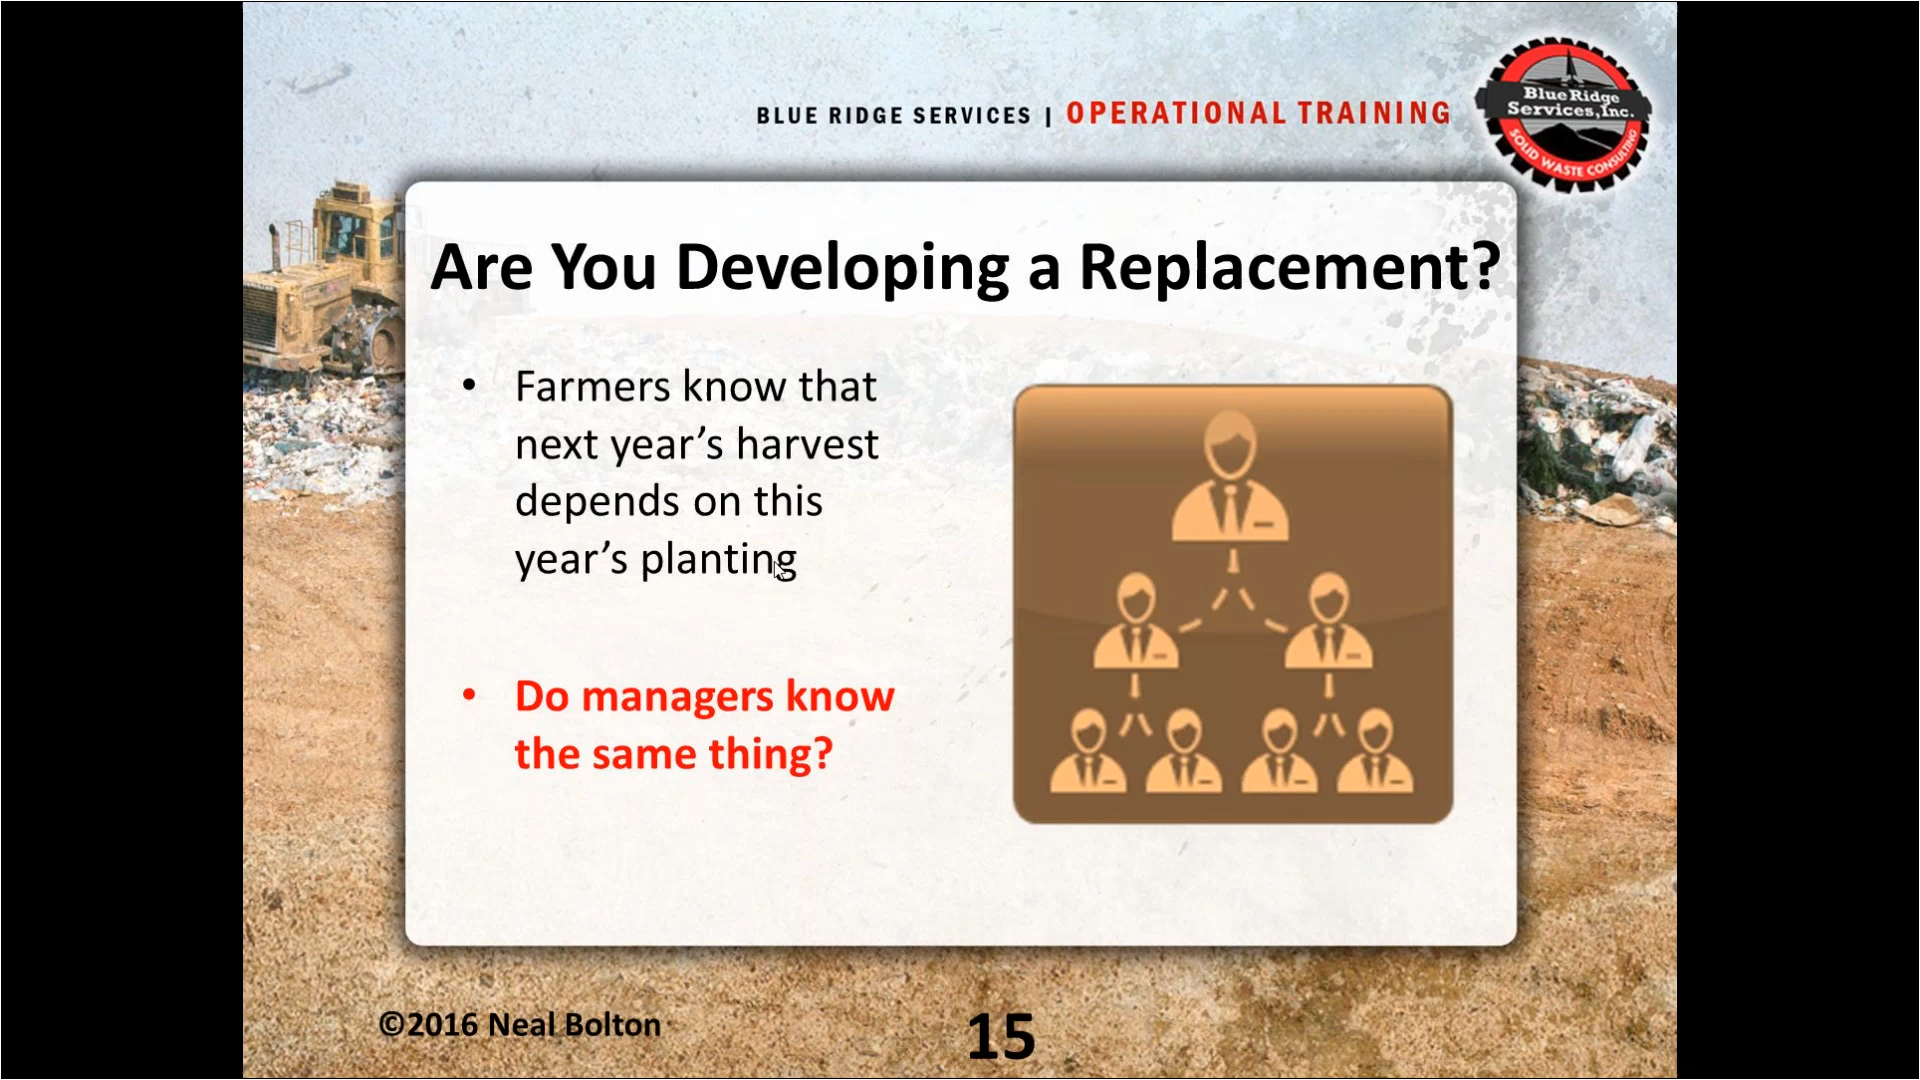 BLUE RIDGE SERVICES | OPERATIONAL TRAINING
Blue Ridge
Services, Inc.
SOLID WASTE CONSULTING
Are You Developing a Replacement?
• Farmers know that
next year’s harvest
depends on this
year’s planting
• Do managers know
the same thing?
©2016 Neal Bolton
15